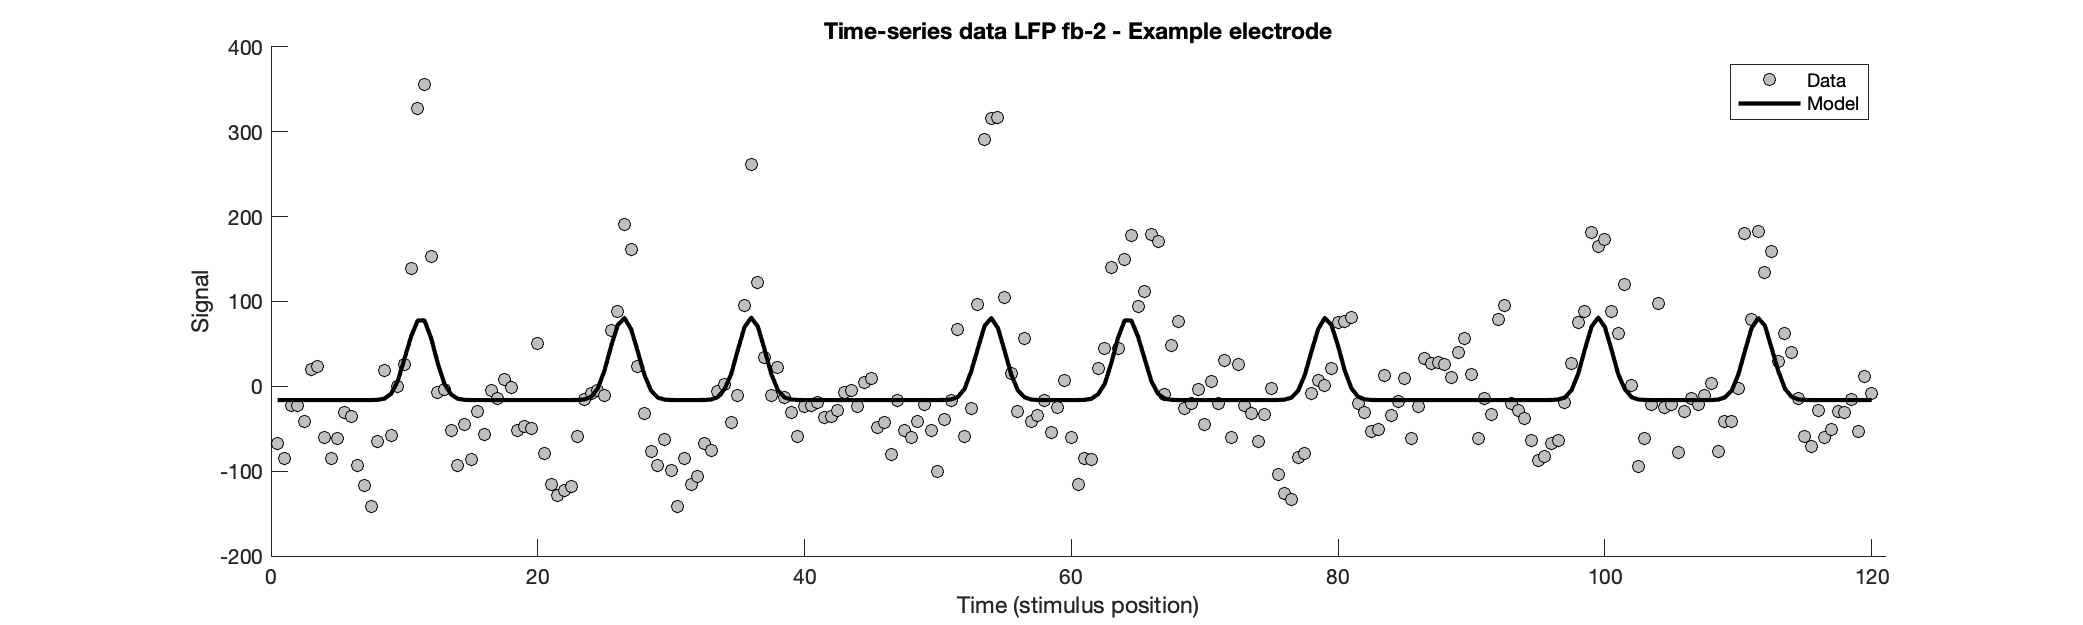 Time-series data LFP fb-2 - Example electrode
400
300
200
100
0
-100
-200
Signal
Data
Model
0 20 40 60 80 100 120
Time (stimulus position)